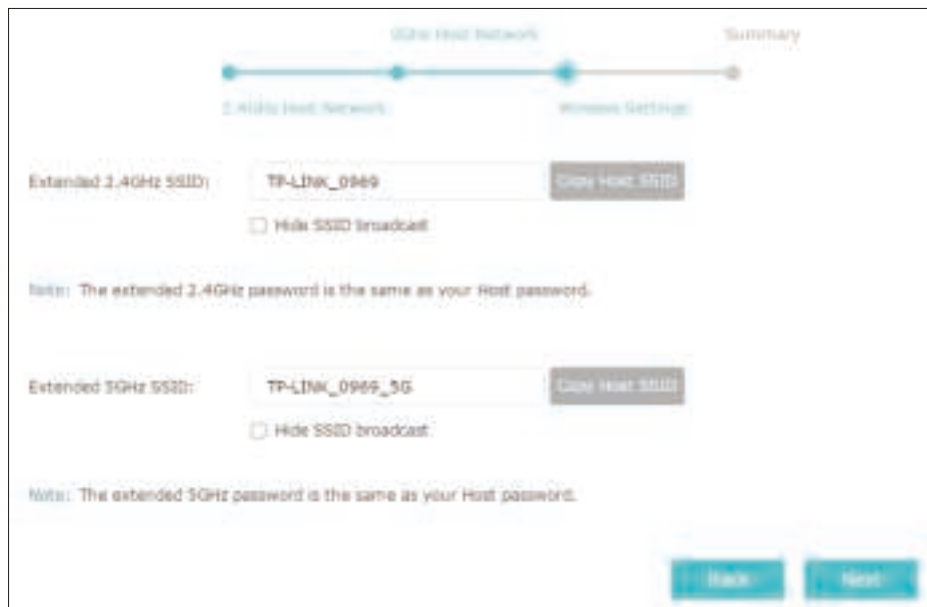 5GHz Host Network
Summary
2.4GHz Host Network
Wireless Settings
Extended 2.4GHz SSID:
TP-LINK_0969
Copy Host SSID
Hide SSID broadcast
Note: The extended 2.4GHz password is the same as your Host password.
Extended 5GHz SSID:
TP-LINK_0969_5G
Copy Host SSID
Hide SSID broadcast
Note: The extended 5GHz password is the same as your Host password.
Back
Next